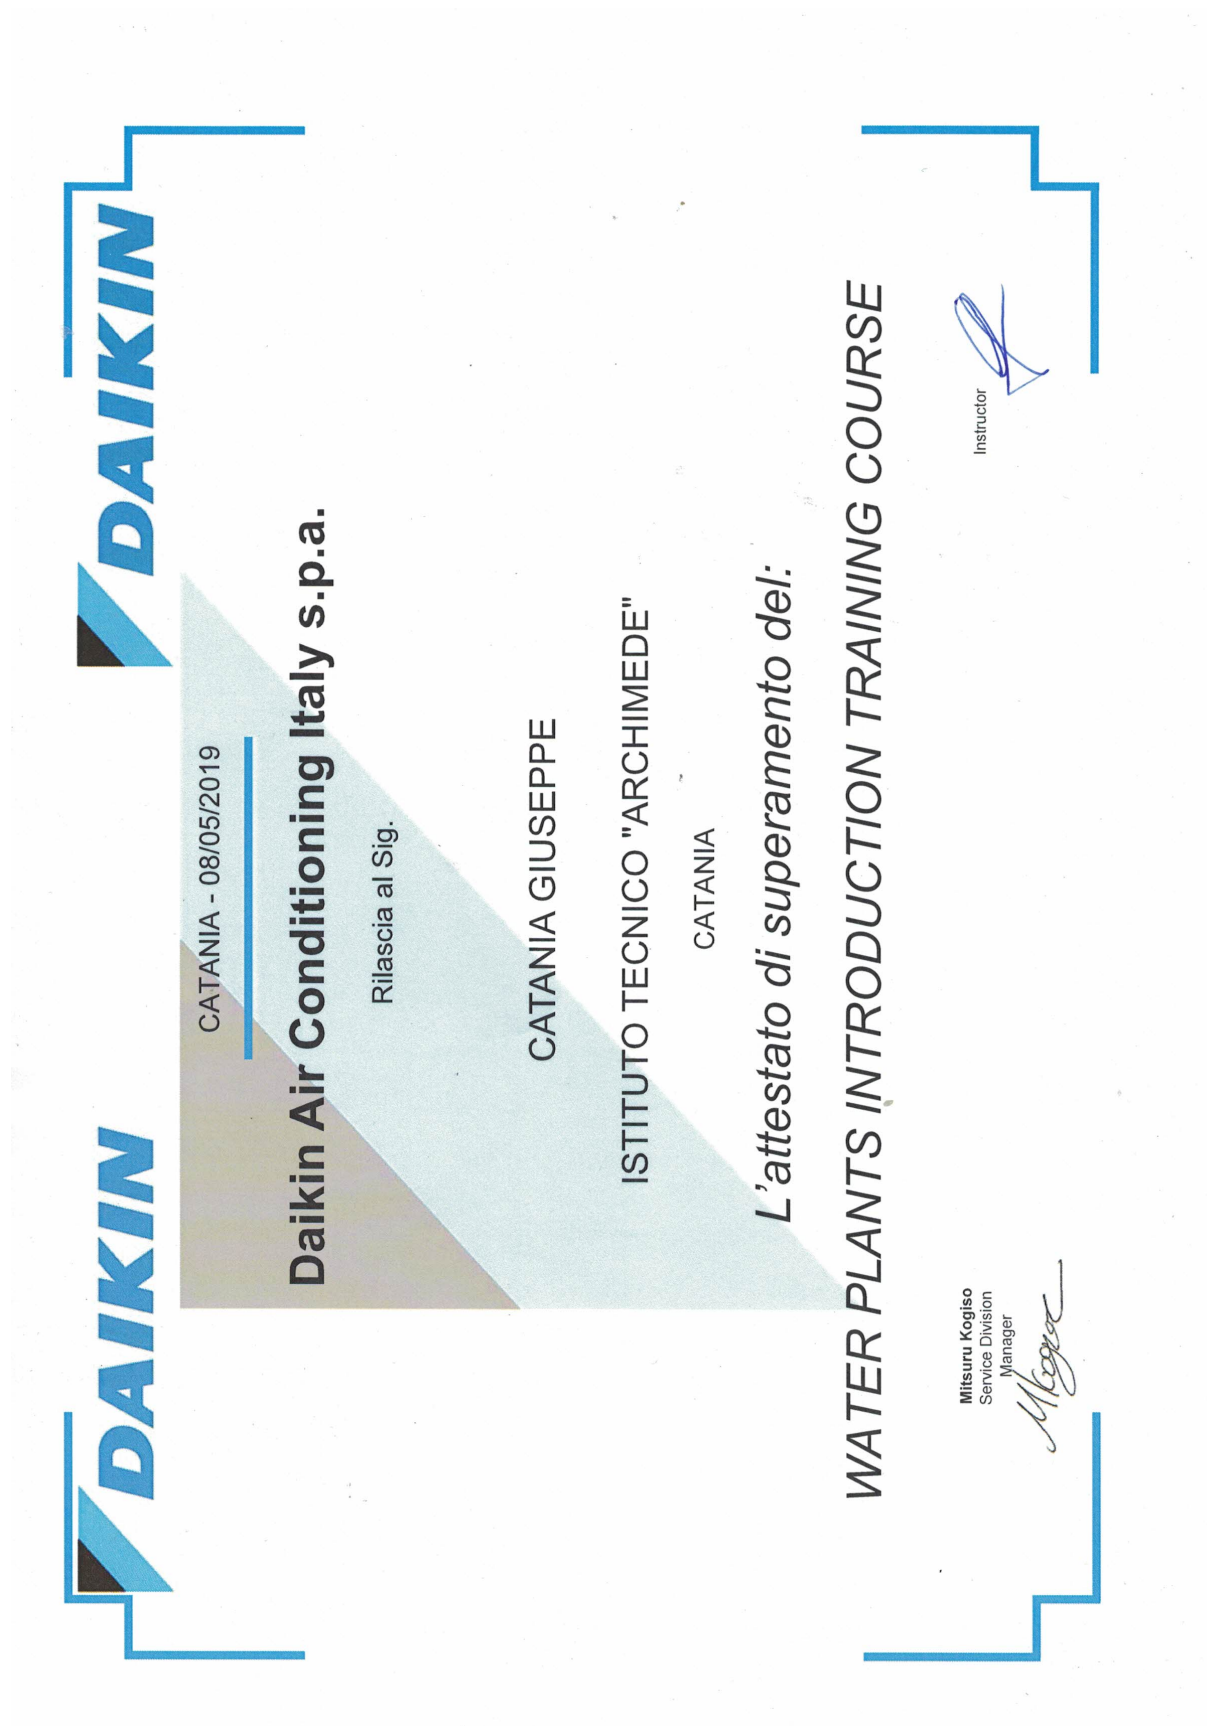 DAIKIN DAIKIN
CATANIA - 08/05/2019
Daikin Air Conditioning Italy s.p.a.
Rilascia al Sig.
CATANIA GIUSEPPE
ISTITUTO TECNICO "ARCHIMEDE"
CATANIA
L'attestato di superamento del:
WATER PLANTS INTRODUCTION TRAINING COURSE
Mitsuru Kogiso
Service Division
Manager
MKogiso
Instructor